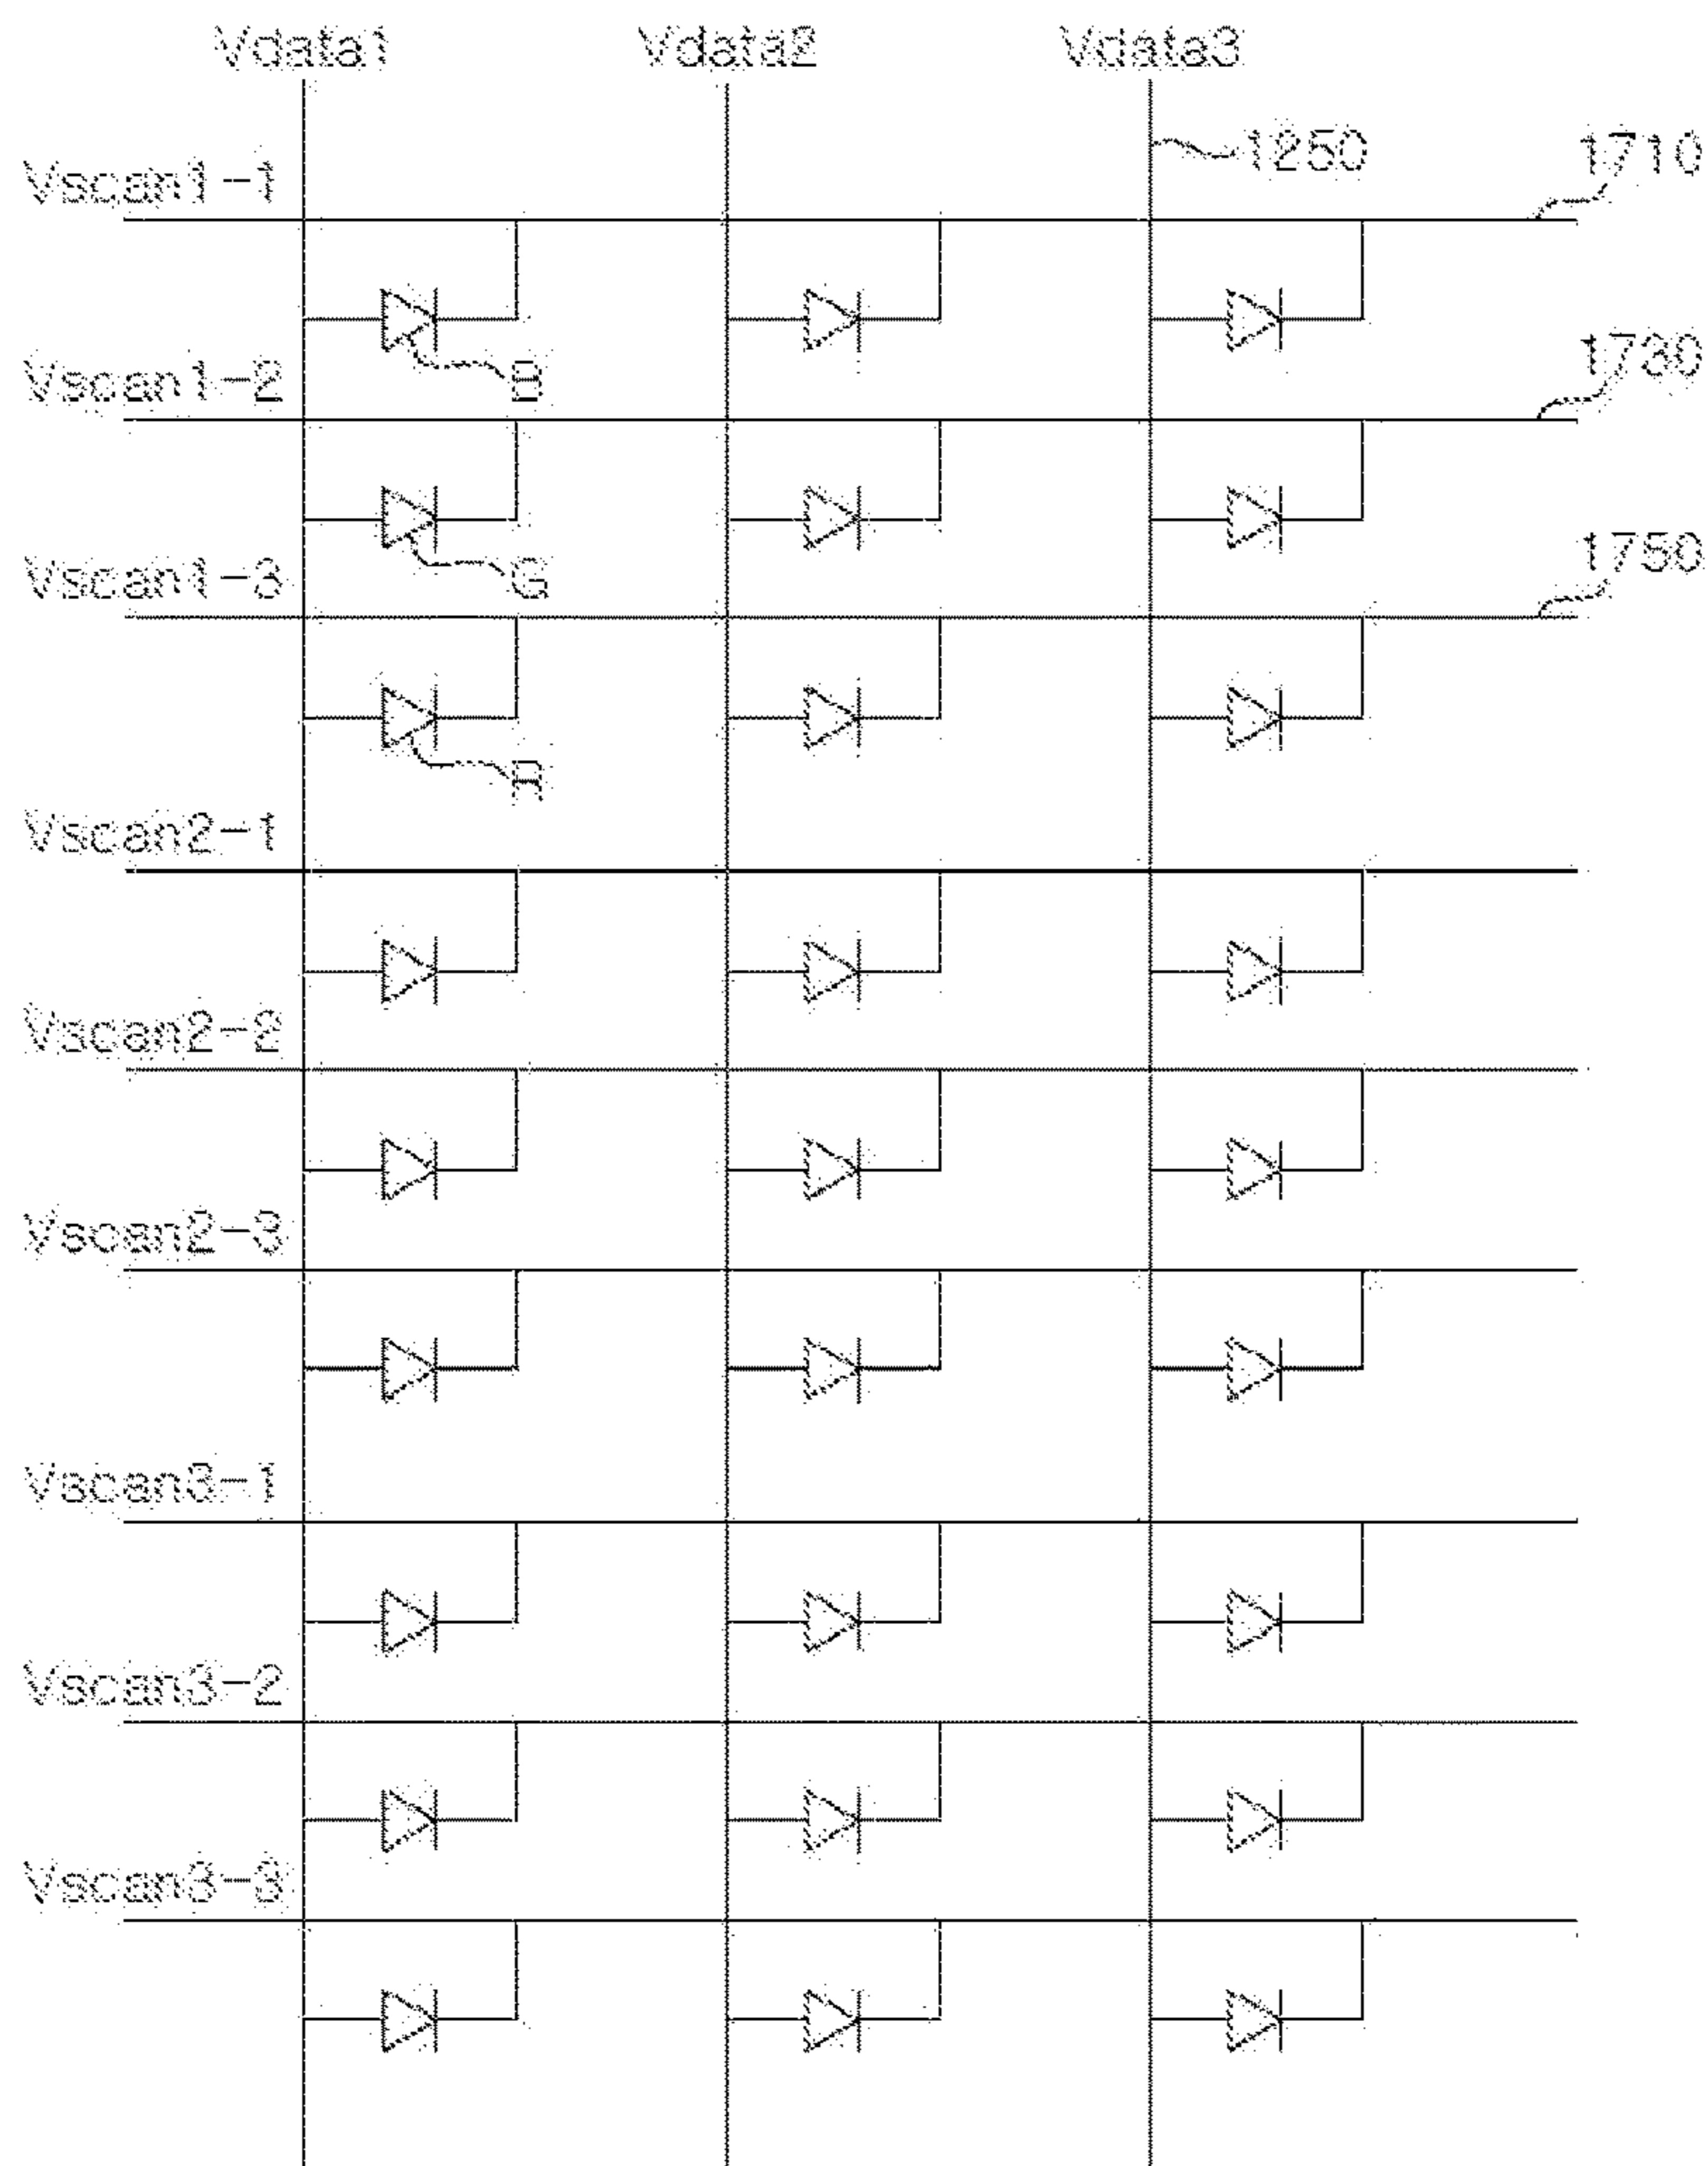 Vdata1 Vdata2 Vdata3
1250 1710
Vscan1-1
B
1730
Vscan1-2
G
1750
Vscan1-3
R
Vscan2-1
Vscan2-2
Vscan2-3
Vscan3-1
Vscan3-2
Vscan3-3